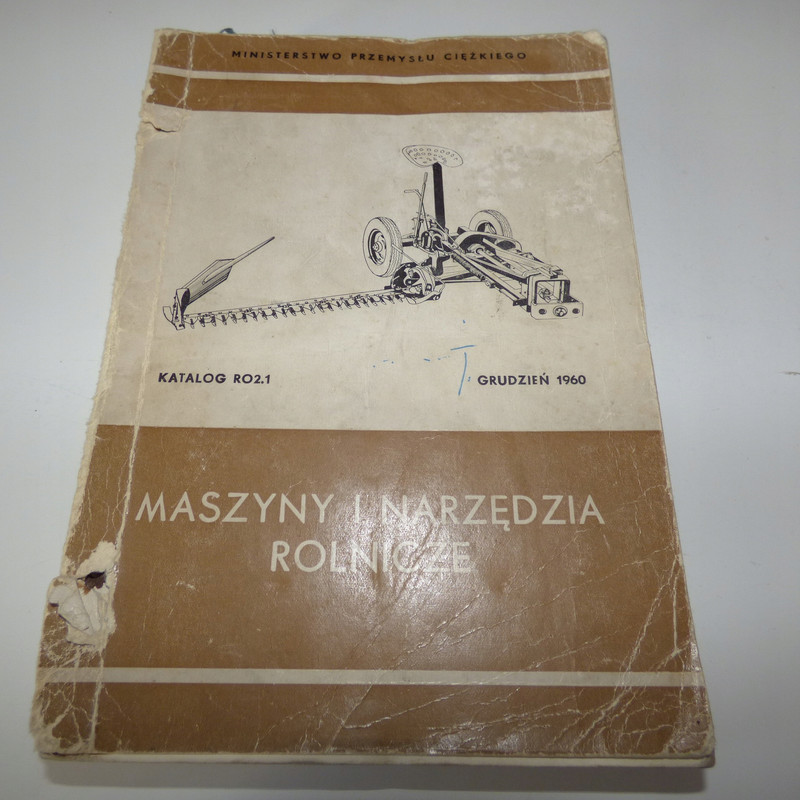 MINISTERSTWO PRZEMYSŁU CIĘŻKIEGO
KATALOG RO2.1
GRUDZIEŃ 1960
MASZYNY I NARZĘDZIA
ROLNICZE